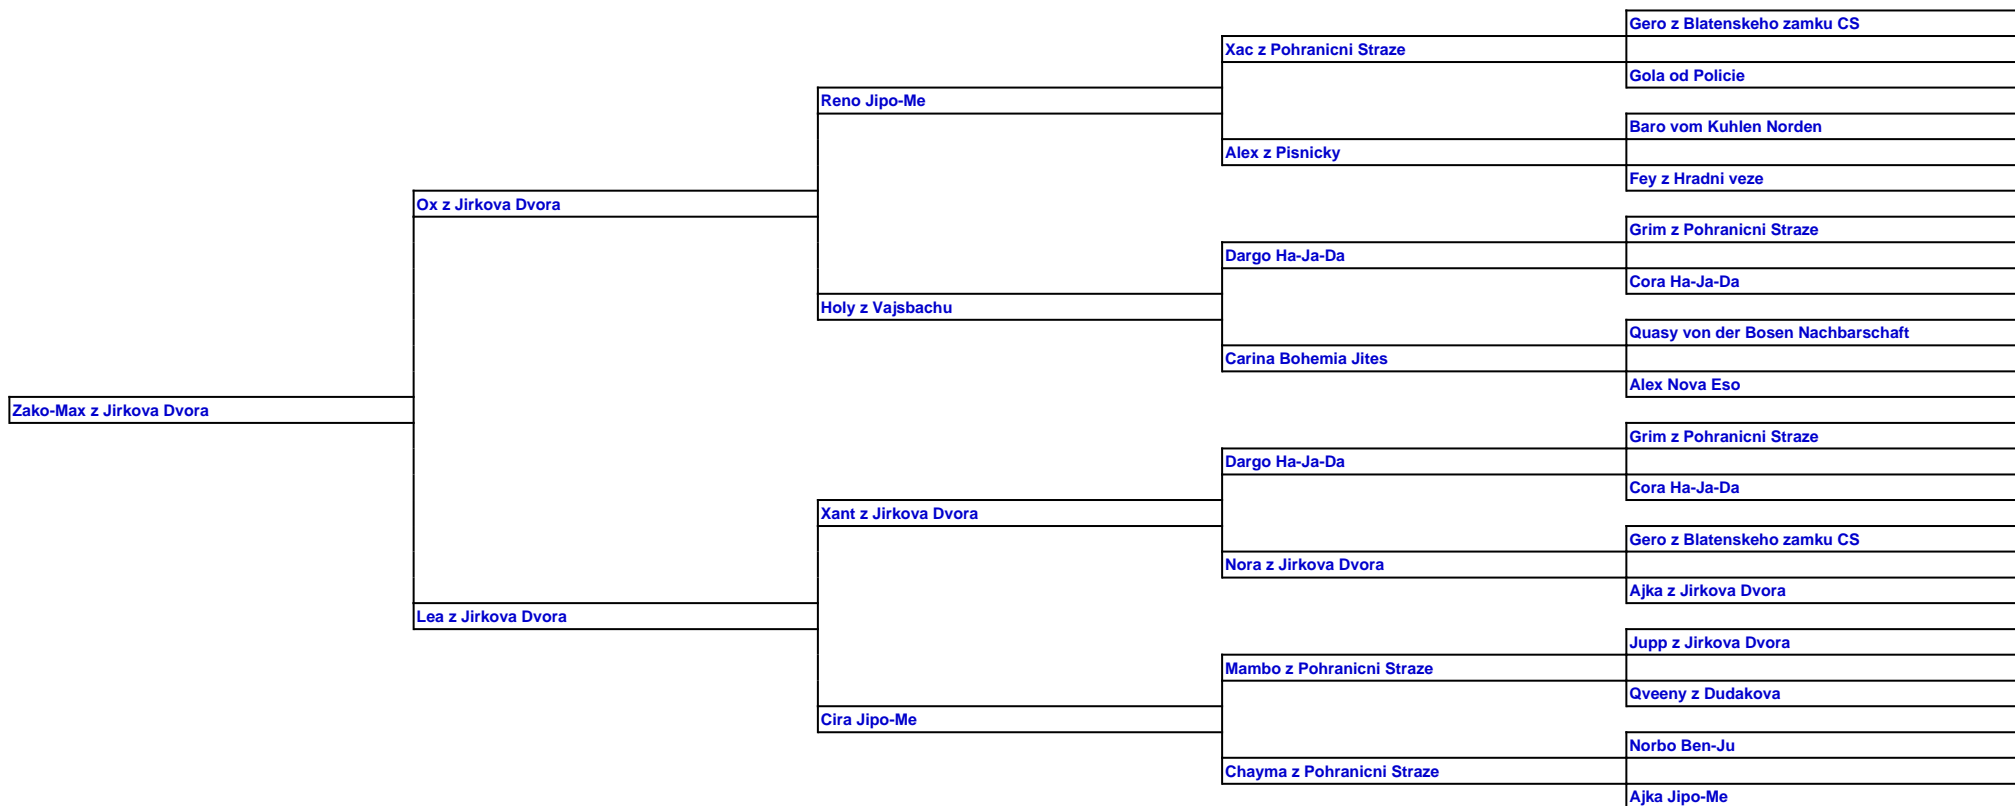 Gero z Blatenskeho zamku CS
Xac z Pohranicni Straze
Gola od Policie
Reno Jipo-Me
Baro vom Kuhlen Norden
Alex z Pisnicky
Fey z Hradni veze
Ox z Jirkova Dvora
Grim z Pohranicni Straze
Dargo Ha-Ja-Da
Cora Ha-Ja-Da
Holy z Vajsbachu
Quasy von der Bosen Nachbarschaft
Carina Bohemia Jites
Alex Nova Eso
Zako-Max z Jirkova Dvora
Grim z Pohranicni Straze
Dargo Ha-Ja-Da
Cora Ha-Ja-Da
Xant z Jirkova Dvora
Gero z Blatenskeho zamku CS
Nora z Jirkova Dvora
Ajka z Jirkova Dvora
Lea z Jirkova Dvora
Jupp z Jirkova Dvora
Mambo z Pohranicni Straze
Qveeny z Dudakova
Cira Jipo-Me
Norbo Ben-Ju
Chayma z Pohranicni Straze
Ajka Jipo-Me